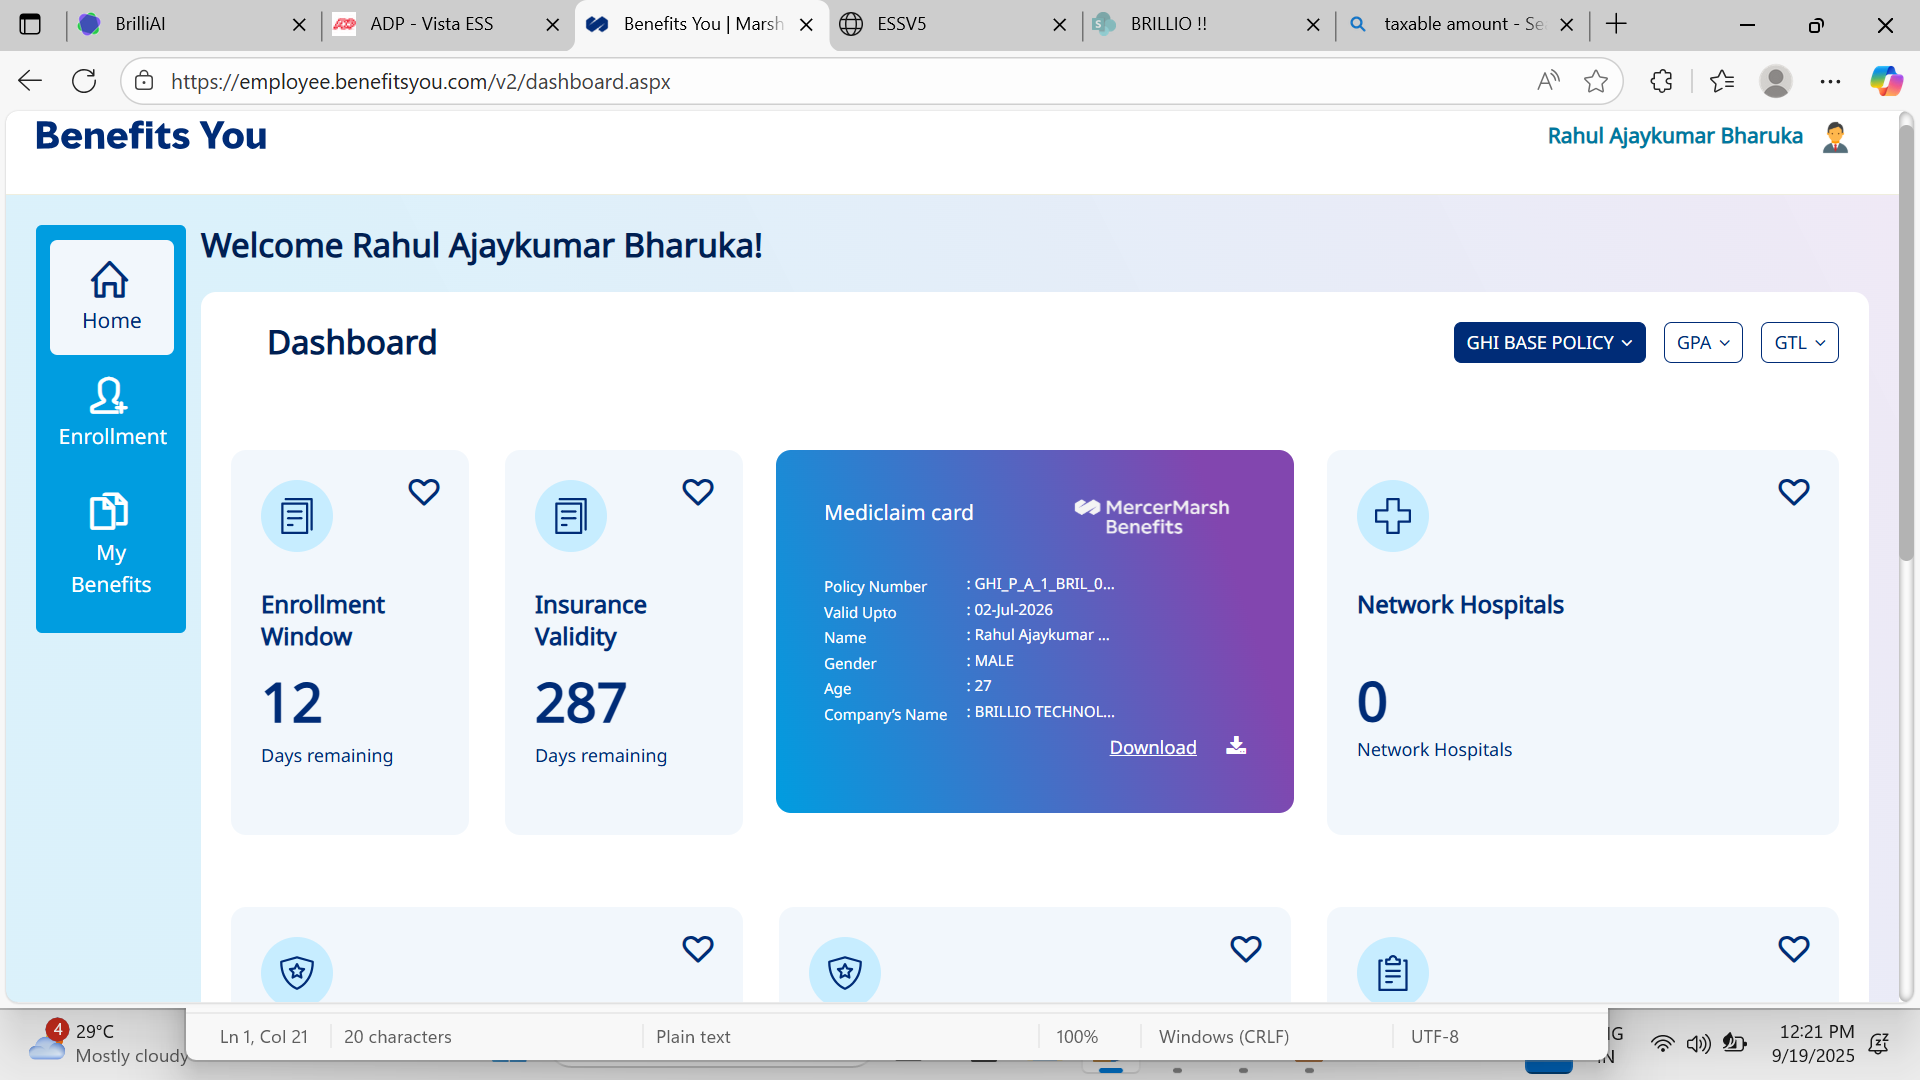 BrilliAI
ADP - Vista ESS
Benefits You | Marsh
ESSV5
BRILLIO !!
taxable amount - Se
https://employee.benefitsyou.com/v2/dashboard.aspx
Benefits You
Rahul Ajaykumar Bharuka
Welcome Rahul Ajaykumar Bharuka!
Home
Enrollment
My
Benefits
Dashboard
GHI BASE POLICY
GPA
GTL
Enrollment
Window
12
Days remaining
Insurance
Validity
287
Days remaining
Mediclaim card
MercerMarsh
Benefits
Policy Number : GHI_P_A_1_BRIL_0...
Valid Upto : 02-Jul-2026
Name : Rahul Ajaykumar ...
Gender : MALE
Age : 27
Company's Name : BRILLIO TECHNOL...
Download
Network Hospitals
0
Network Hospitals
Ln 1, Col 21
20 characters
Plain text
100%
Windows (CRLF)
UTF-8
4
29°C
Mostly cloudy
12:21 PM
9/19/2025